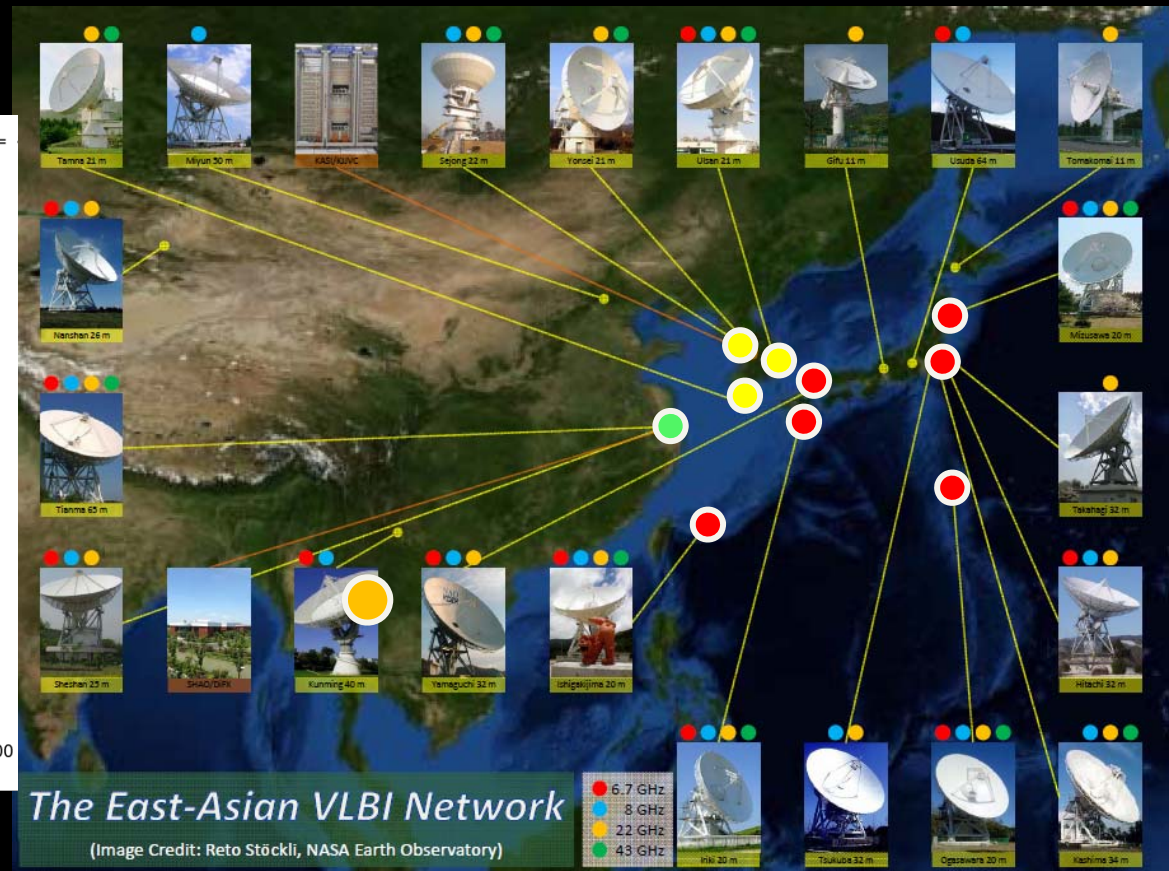 =
00
Tamna 21 m
Miyun 50 m
KASI/KJVC
Sejong 22 m
Yonsei 21 m
Ulsan 21 m
Gifu 11 m
Usuda 64 m
Tomakomai 11 m
Nanshan 26 m
Mizusawa 20 m
Tianma 65 m
Takahagi 32 m
Sheshan 25 m
SHAO/DiFX
Kunming 40 m
Yamaguchi 32 m
Ishigakijima 20 m
Hitachi 32 m
Iriki 20 m
Tsukuba 32 m
Ogasawara 20 m
Kashima 34 m
The East-Asian VLBI Network
(Image Credit: Reto Stöckli, NASA Earth Observatory)
6.7 GHz
8 GHz
22 GHz
43 GHz